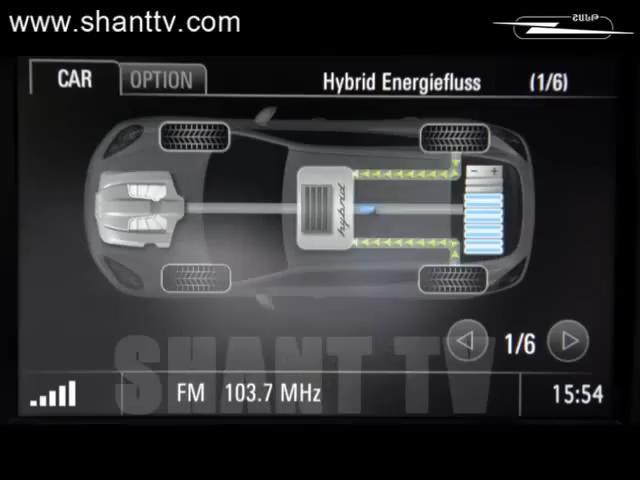 www.shanttv.com
ՇԱՆԹ
CAR OPTION Hybrid Energiefluss (1/6)
- +
hybrid
1/6
SHANT TV
FM 103.7 MHz 15:54